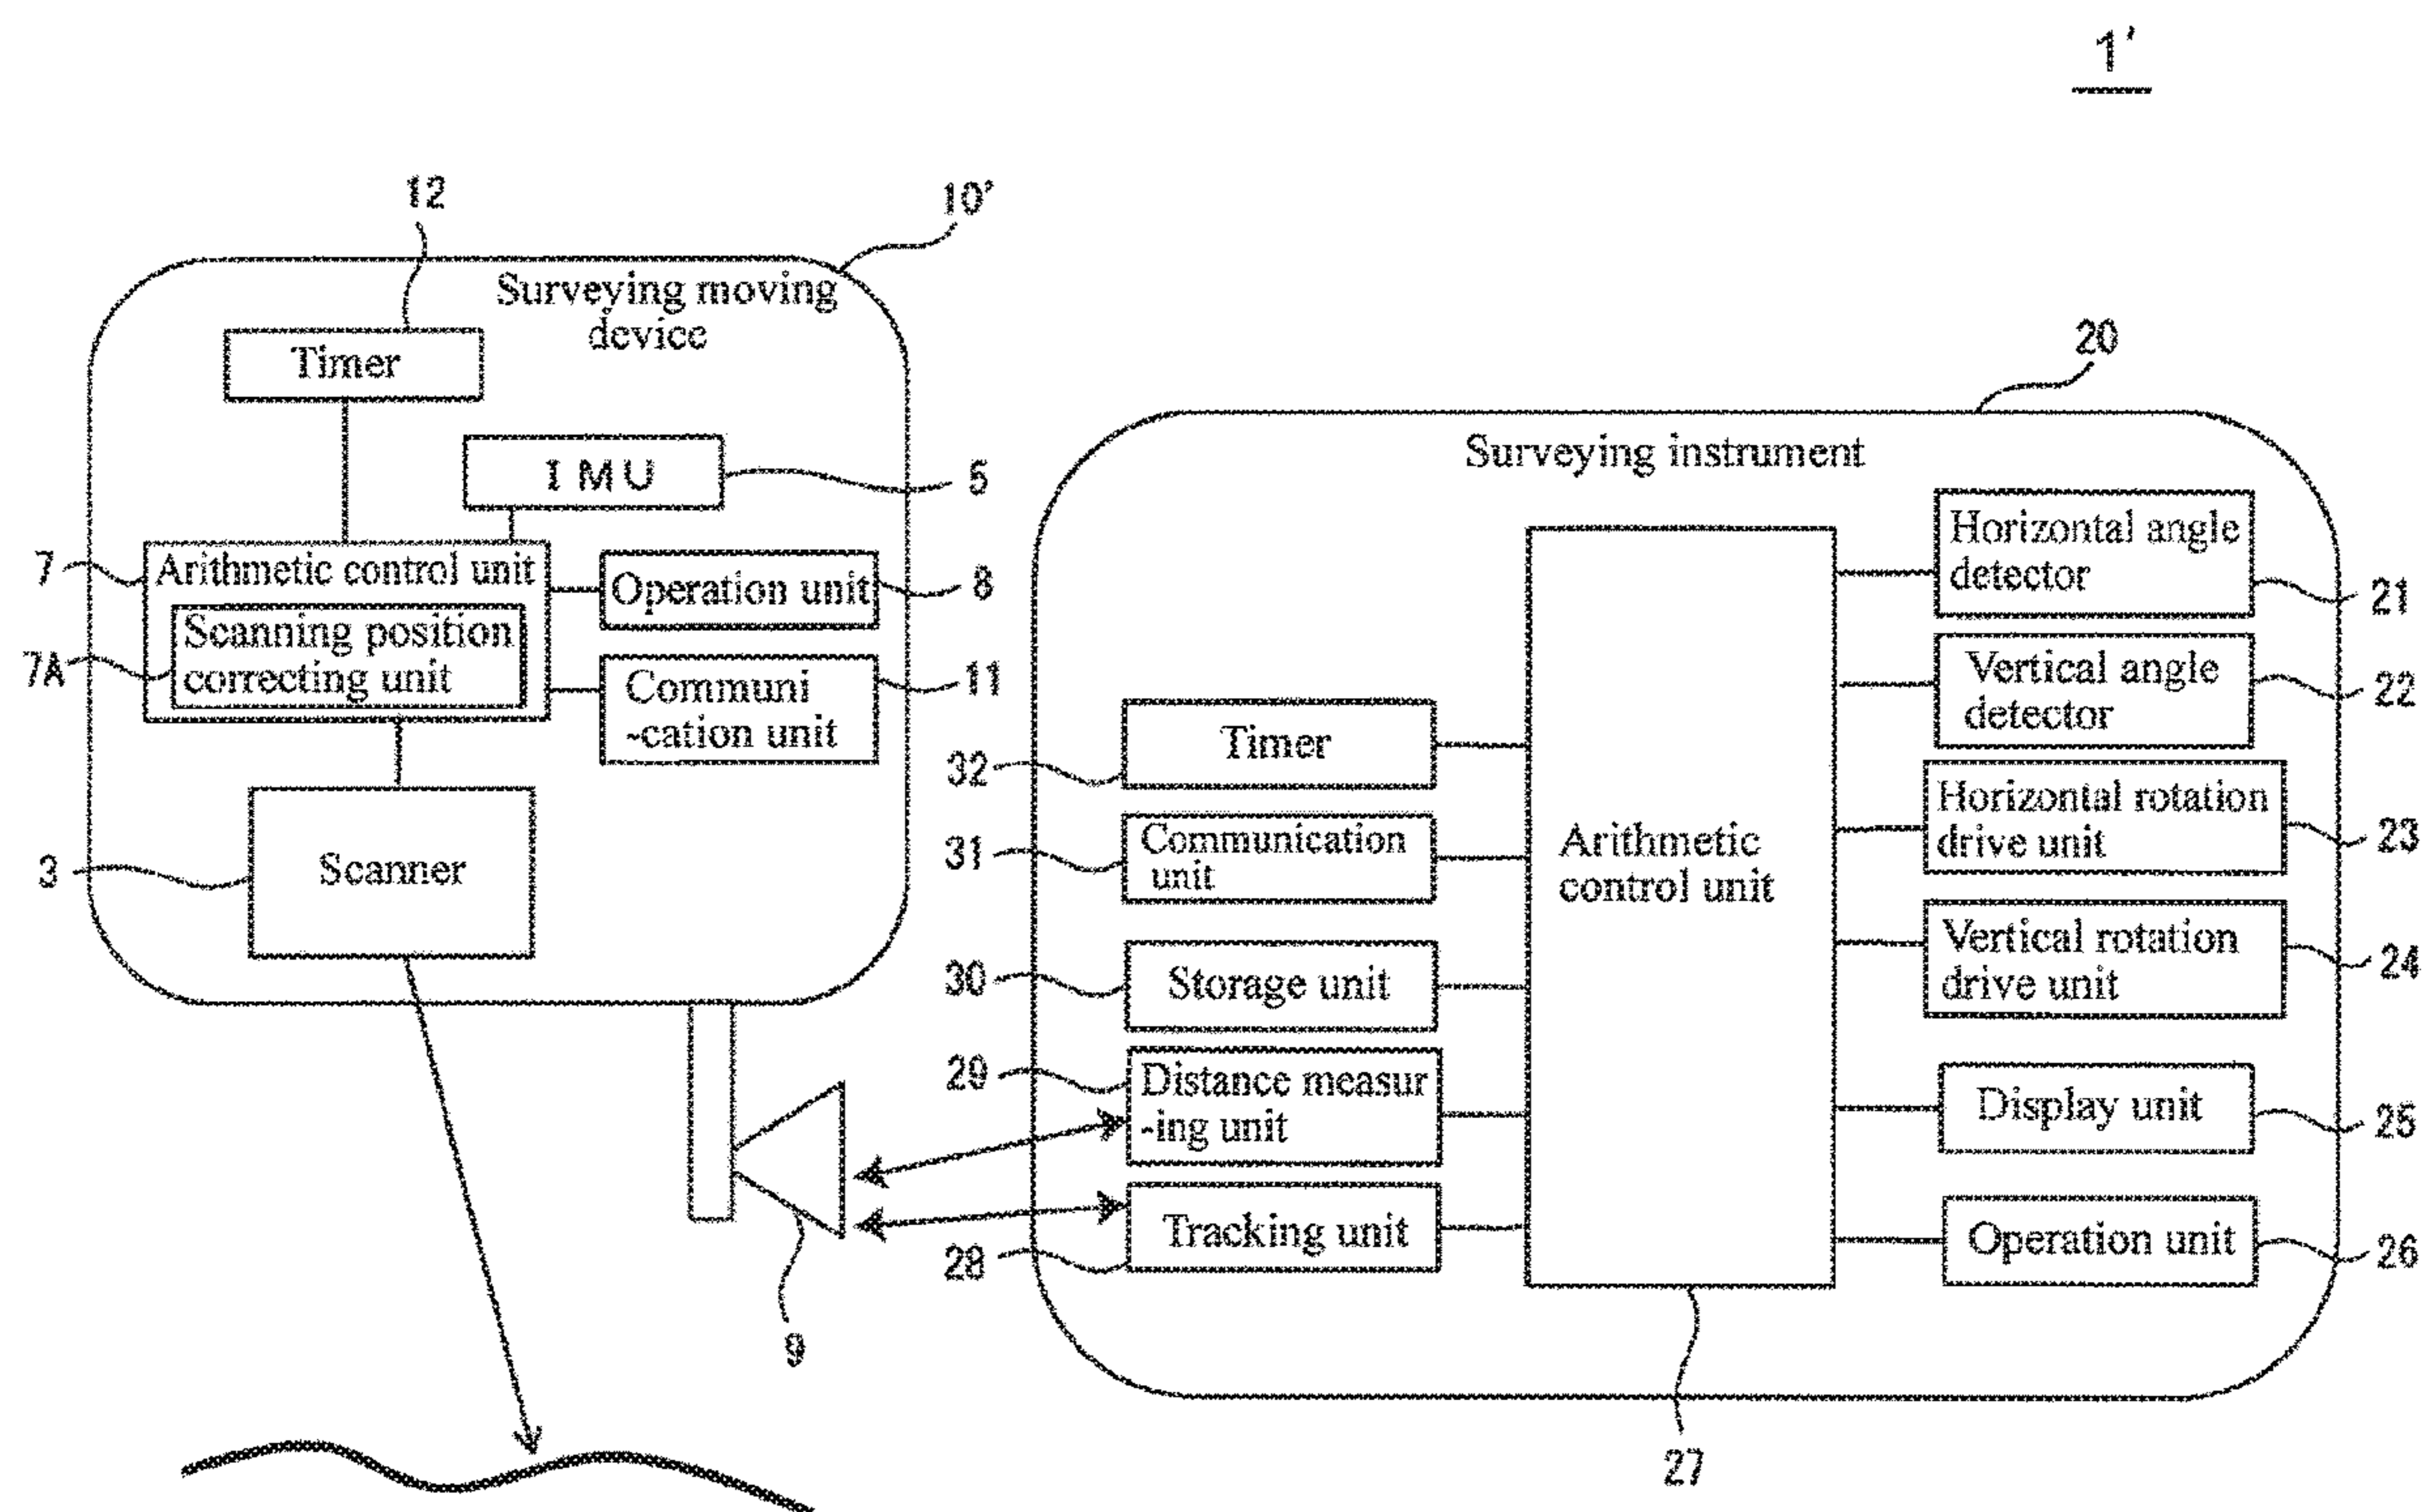 1'
12
10'
Surveying moving
device
Timer
20
IMU
5
Surveying instrument
7
Arithmetic control unit
Operation unit
8
7A
Scanning position
correcting unit
Communi
-cation unit
11
3
Scanner
Horizontal angle
detector
21
Vertical angle
detector
22
32
Timer
Horizontal rotation
drive unit
23
31
Communication
unit
Arithmetic
control unit
Vertical rotation
drive unit
24
30
Storage unit
29
Distance measur
-ing unit
Display unit
25
28
Tracking unit
Operation unit
26
9
27